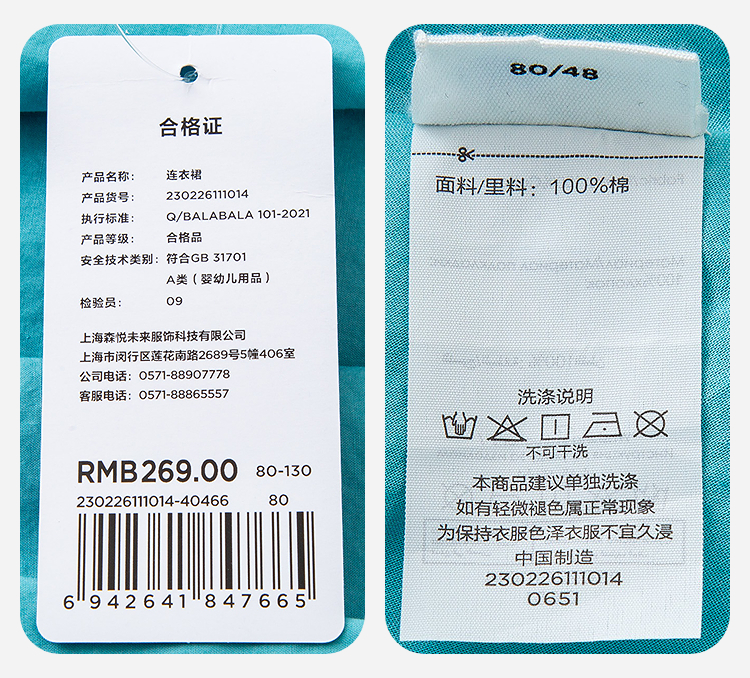 合格证
产品名称： 连衣裙
产品货号： 230226111014
执行标准： Q/BALABALA 101-2021
产品等级： 合格品
安全技术类别：符合GB 31701
A类（婴幼儿用品）
检验员： 09
上海森悦未来服饰科技有限公司
上海市闵行区莲花南路2689号5幢406室
公司电话：0571-88907778
客服电话：0571-88865557
RMB269.00 80-130
230226111014-40466 80
6 942641 847665
80/48
面料/里料：100%棉
洗涤说明
不可干洗
本商品建议单独洗涤
如有轻微褪色属正常现象
为保持衣服色泽衣服不宜久浸
中国制造
230226111014
0651